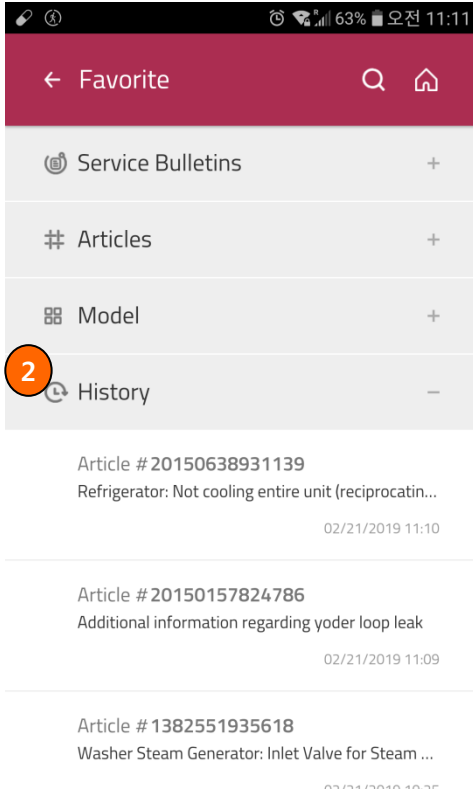 R 63% 오전 11:11
Favorite
Service Bulletins
Articles
Model
2
History
Article #20150638931139
Refrigerator: Not cooling entire unit (reciprocatin...
02/21/2019 11:10
Article #20150157824786
Additional information regarding yoder loop leak
02/21/2019 11:09
Article #1382551935618
Washer Steam Generator: Inlet Valve for Steam ...